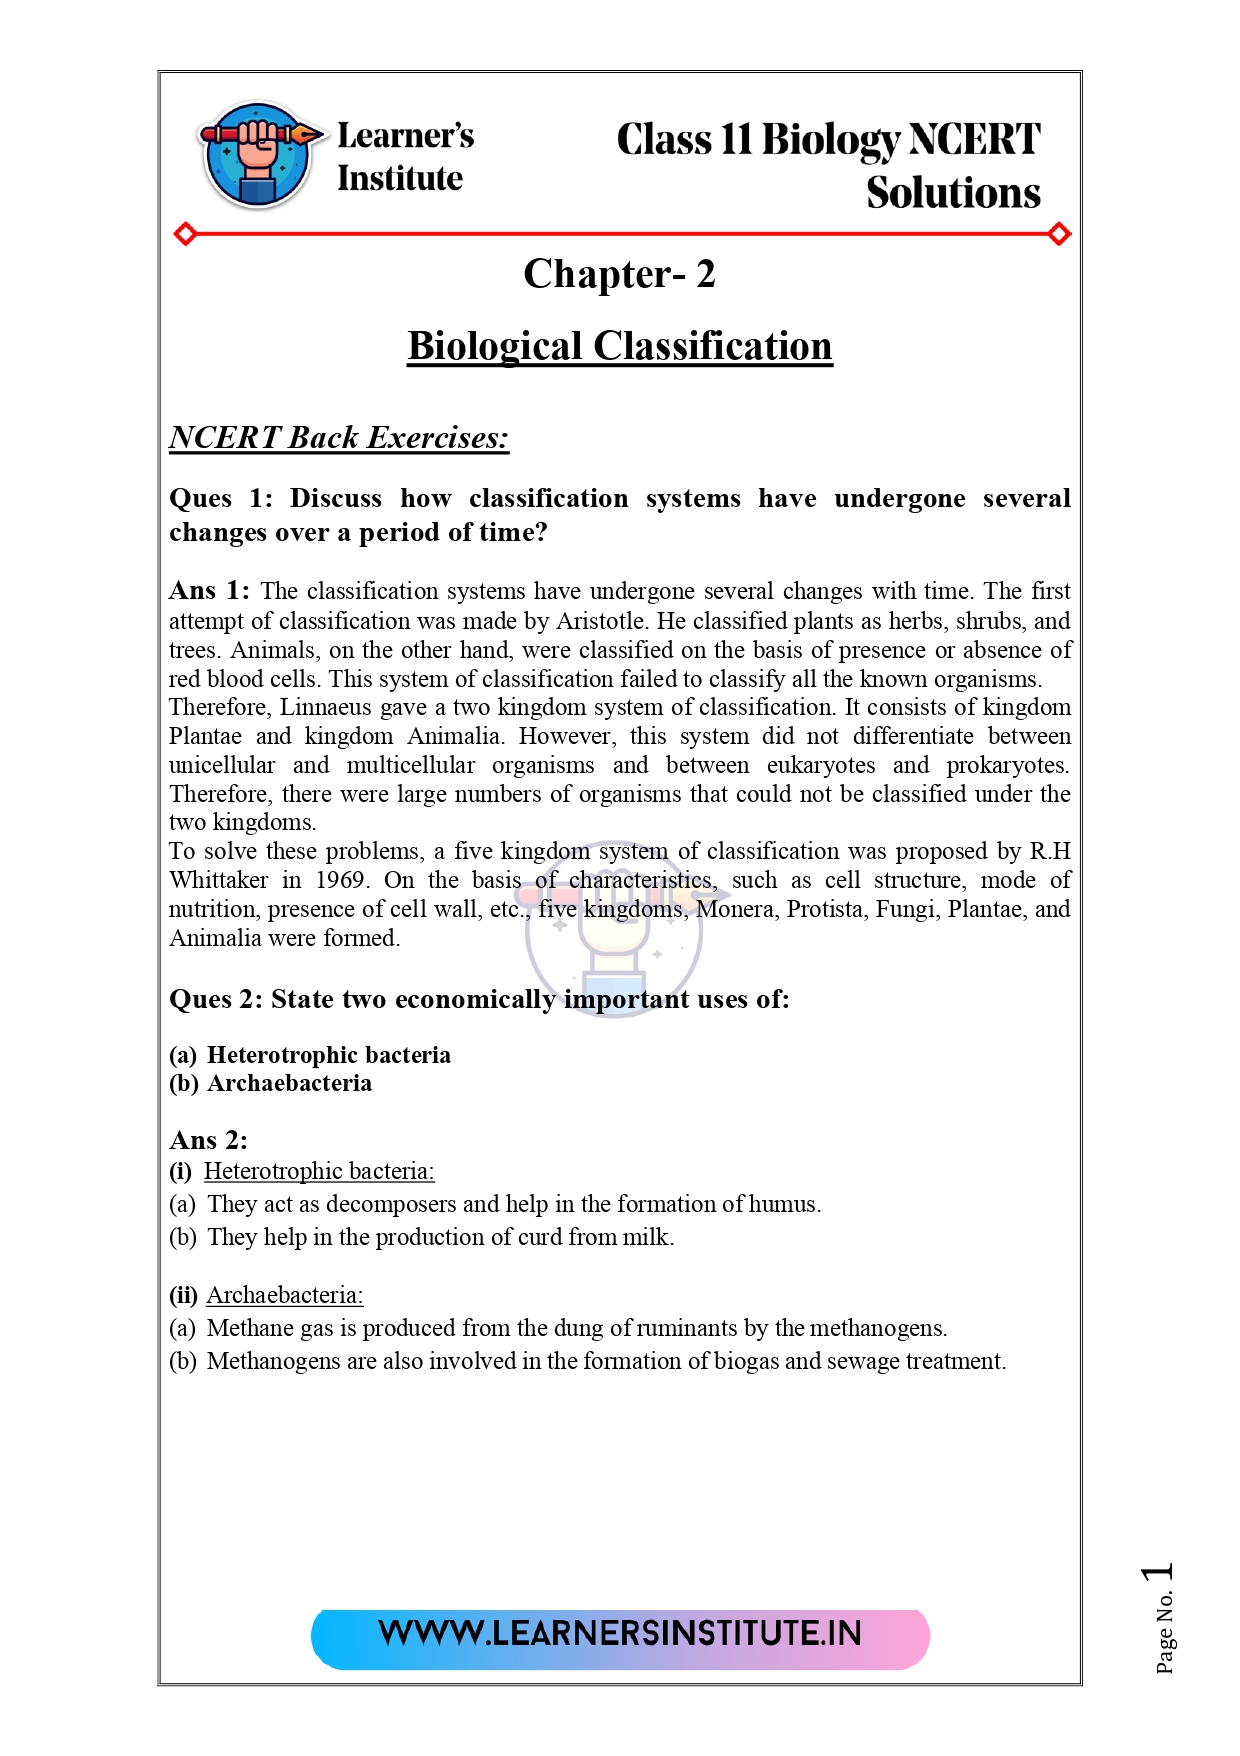 Learner's
Institute
Class 11 Biology NCERT
Solutions
Chapter- 2
Biological Classification
NCERT Back Exercises:
Ques 1: Discuss how classification systems have undergone several
changes over a period of time?
Ans 1: The classification systems have undergone several changes with time. The first
attempt of classification was made by Aristotle. He classified plants as herbs, shrubs, and
trees. Animals, on the other hand, were classified on the basis of presence or absence of
red blood cells. This system of classification failed to classify all the known organisms.
Therefore, Linnaeus gave a two kingdom system of classification. It consists of kingdom
Plantae and kingdom Animalia. However, this system did not differentiate between
unicellular and multicellular organisms and between eukaryotes and prokaryotes.
Therefore, there were large numbers of organisms that could not be classified under the
two kingdoms.
To solve these problems, a five kingdom system of classification was proposed by R.H
Whittaker in 1969. On the basis of characteristics, such as cell structure, mode of
nutrition, presence of cell wall, etc., five kingdoms, Monera, Protista, Fungi, Plantae, and
Animalia were formed.
Ques 2: State two economically important uses of:
(a) Heterotrophic bacteria
(b) Archaebacteria
Ans 2:
(i) Heterotrophic bacteria:
(a) They act as decomposers and help in the formation of humus.
(b) They help in the production of curd from milk.
(ii) Archaebacteria:
(a) Methane gas is produced from the dung of ruminants by the methanogens.
(b) Methanogens are also involved in the formation of biogas and sewage treatment.
WWW.LEARNERSINSTITUTE.IN
Page No. 1